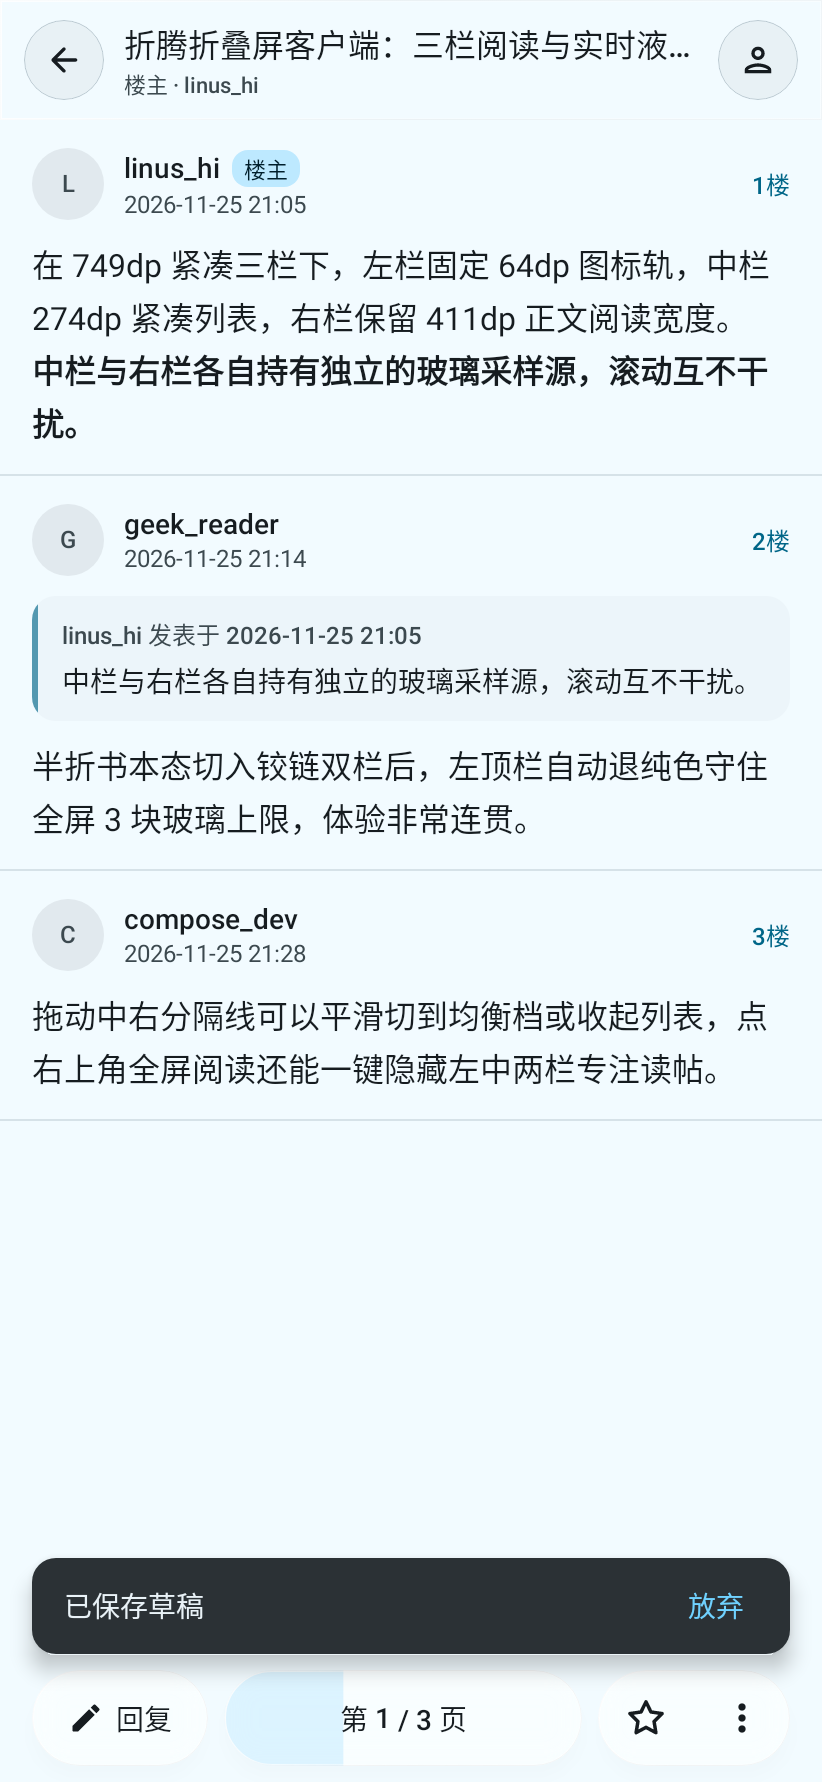 折腾折叠屏客户端：三栏阅读与实时液…
楼主 · linus_hi
L
linus_hi 楼主
2026-11-25 21:05
1楼
在 749dp 紧凑三栏下，左栏固定 64dp 图标轨，中栏
274dp 紧凑列表，右栏保留 411dp 正文阅读宽度。
中栏与右栏各自持有独立的玻璃采样源，滚动互不干
扰。
G
geek_reader
2026-11-25 21:14
2楼
linus_hi 发表于 2026-11-25 21:05
中栏与右栏各自持有独立的玻璃采样源，滚动互不干扰。
半折书本态切入铰链双栏后，左顶栏自动退纯色守住
全屏 3 块玻璃上限，体验非常连贯。
C
compose_dev
2026-11-25 21:28
3楼
拖动中右分隔线可以平滑切到均衡档或收起列表，点
右上角全屏阅读还能一键隐藏左中两栏专注读帖。
已保存草稿 放弃
回复 第 1 / 3 页